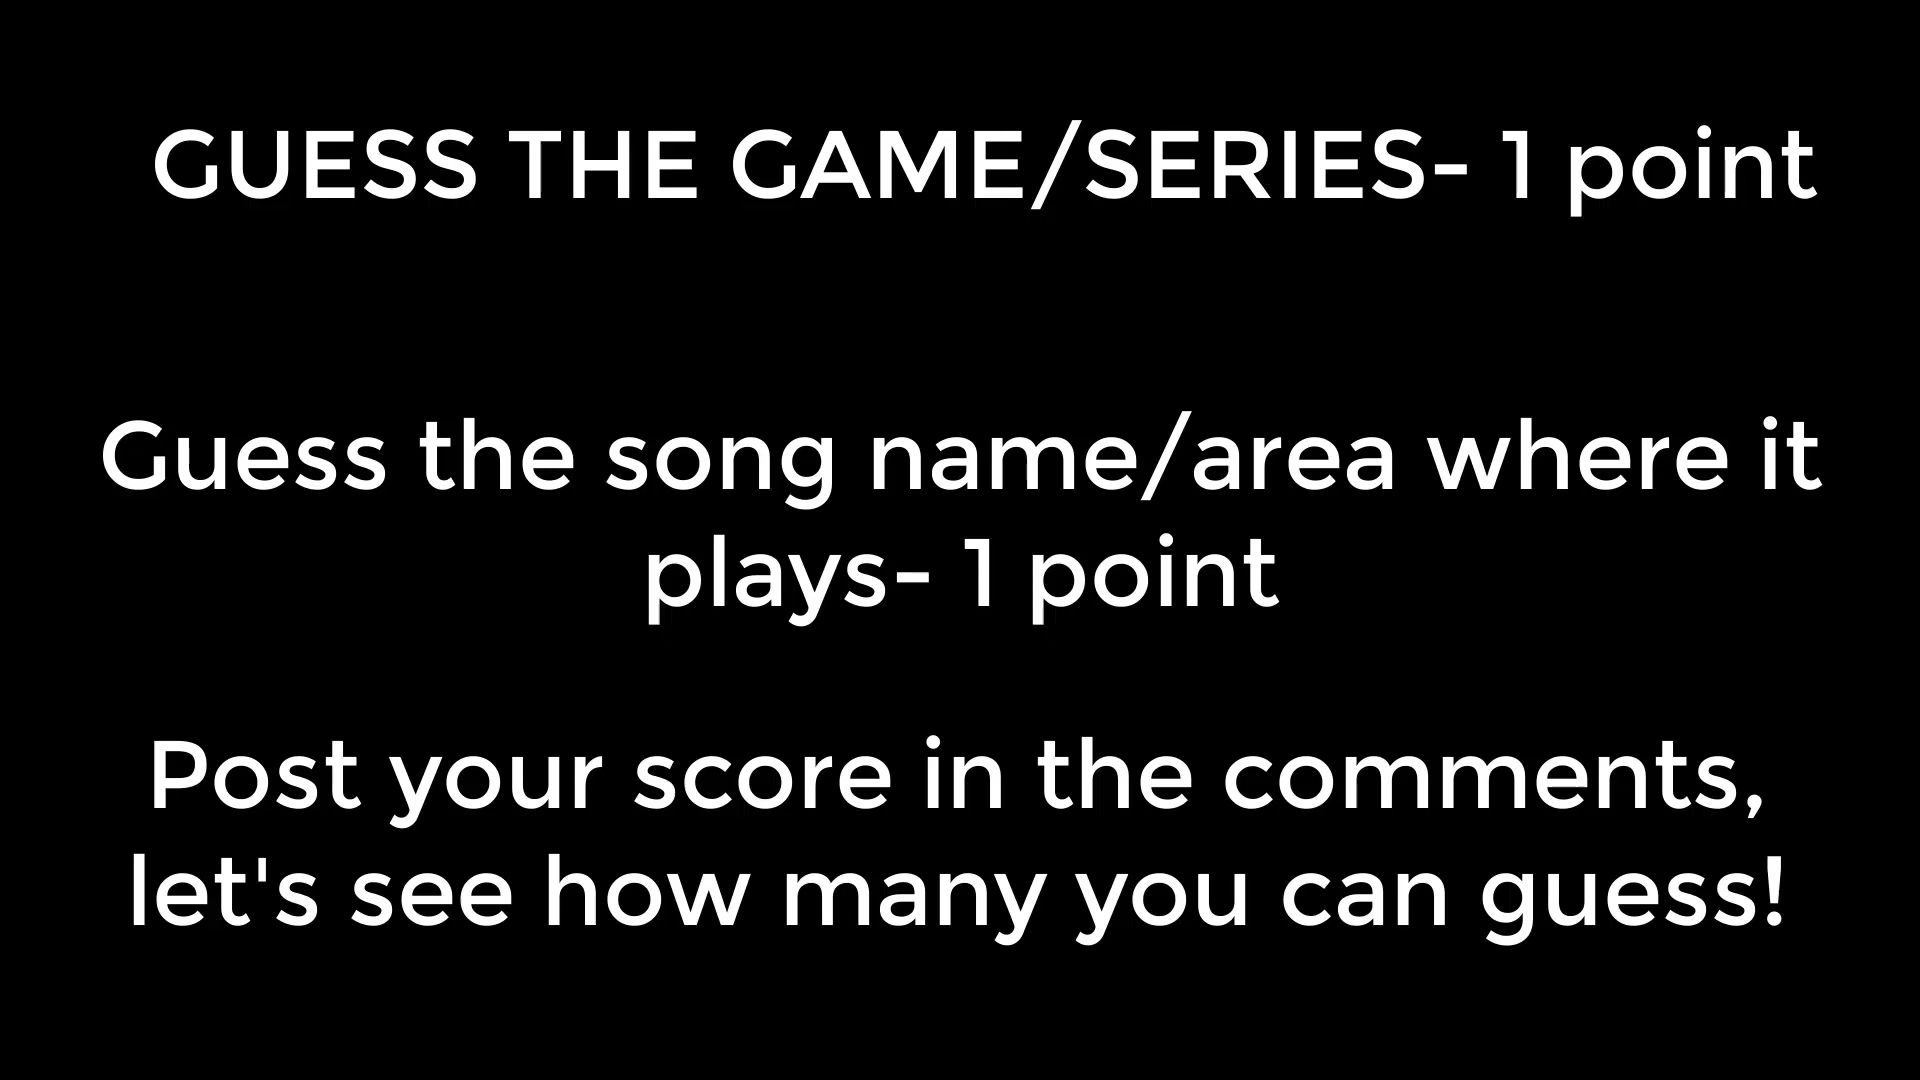 GUESS THE GAME/SERIES- 1 point
Guess the song name/area where it
plays- 1 point
Post your score in the comments,
let's see how many you can guess!